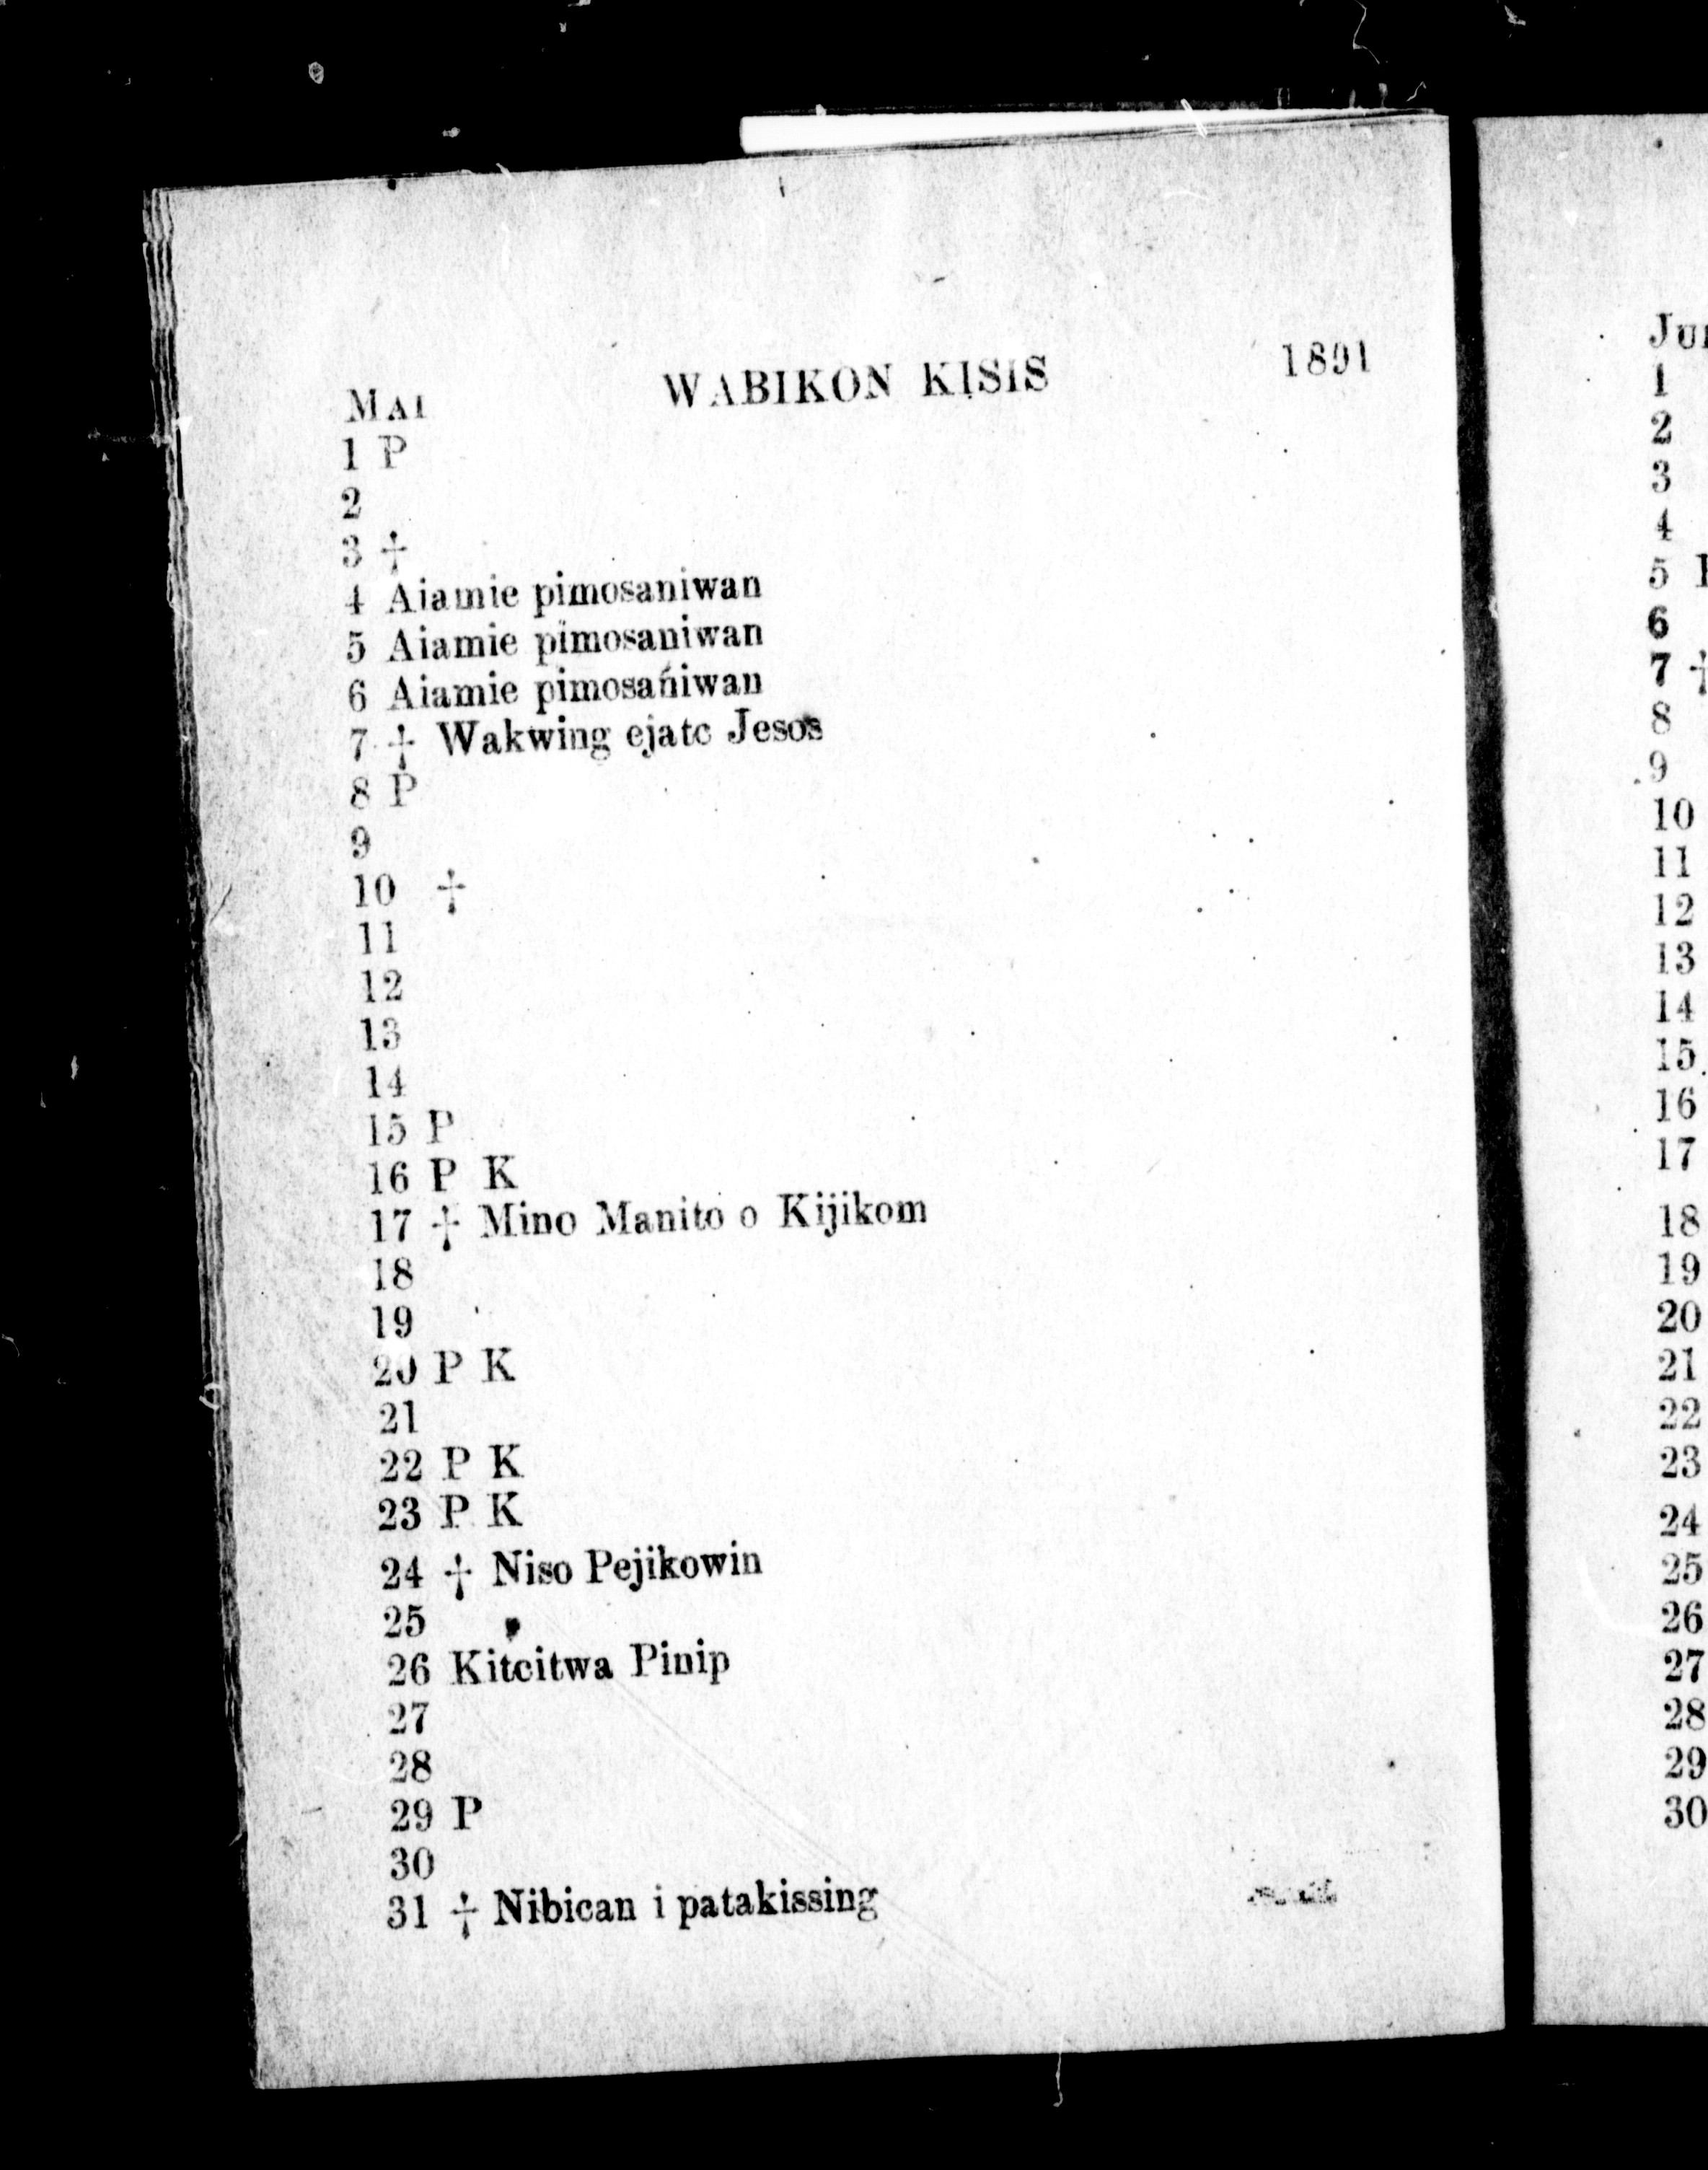 MAI WABIKON KISIS 1891
1 P
2
3 †
4 Aiamie pimosaniwan
5 Aiamie pimosaniwan
6 Aiamie pimosaniwan
7 † Wakwing ejatc Jesos
8 P
9
10 †
11
12
13
14
15 P
16 P K
17 † Mino Manito o Kijikom
18
19
20 P K
21
22 P K
23 P K
24 † Niso Pejikowin
25
26 Kitcitwa Pinip
27
28
29 P
30
31 † Nibican i patakissing
1
2
3
4
5
6
7 †
8
9
10
11
12
13
14
15
16
17
18
19
20
21
22
23
24
25
26
27
28
29
30